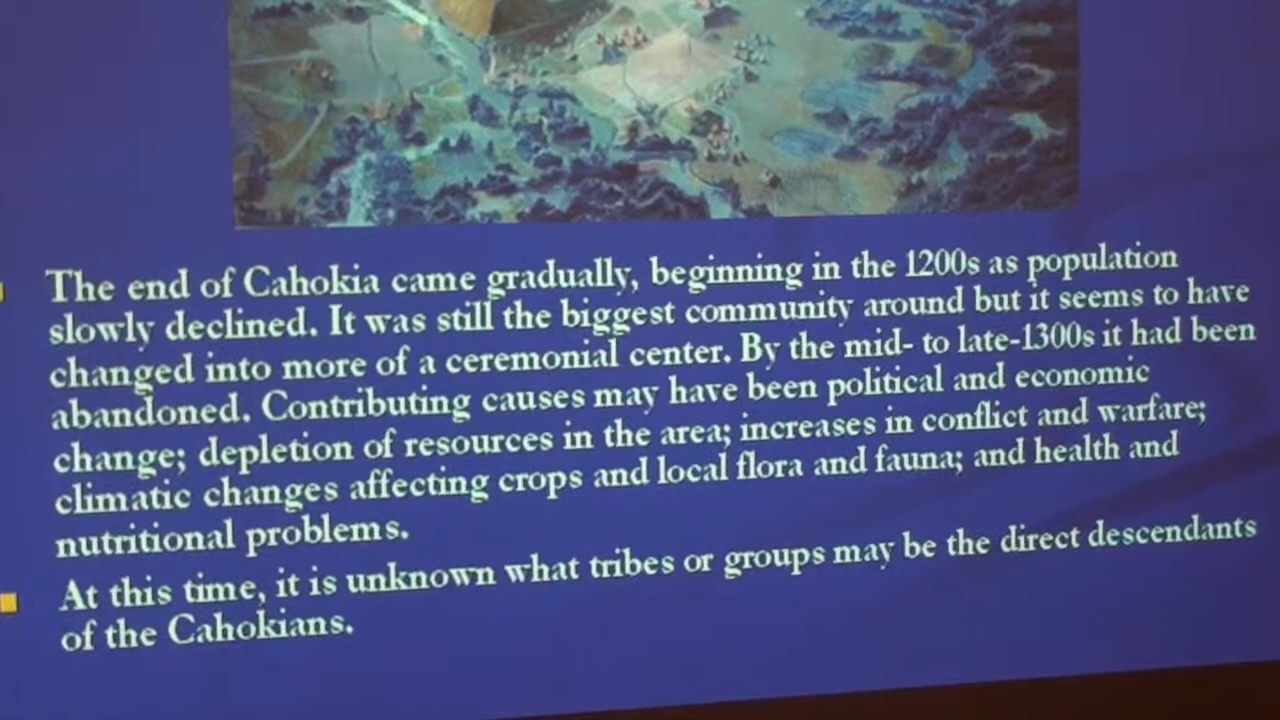 The end of Cahokia came gradually, beginning in the 1200s as population
slowly declined. It was still the biggest community around but it seems to have
changed into more of a ceremonial center. By the mid- to late-1300s it had been
abandoned. Contributing causes may have been political and economic
change; depletion of resources in the area; increases in conflict and warfare;
climatic changes affecting crops and local flora and fauna; and health and
nutritional problems.
At this time, it is unknown what tribes or groups may be the direct descendants
of the Cahokians.